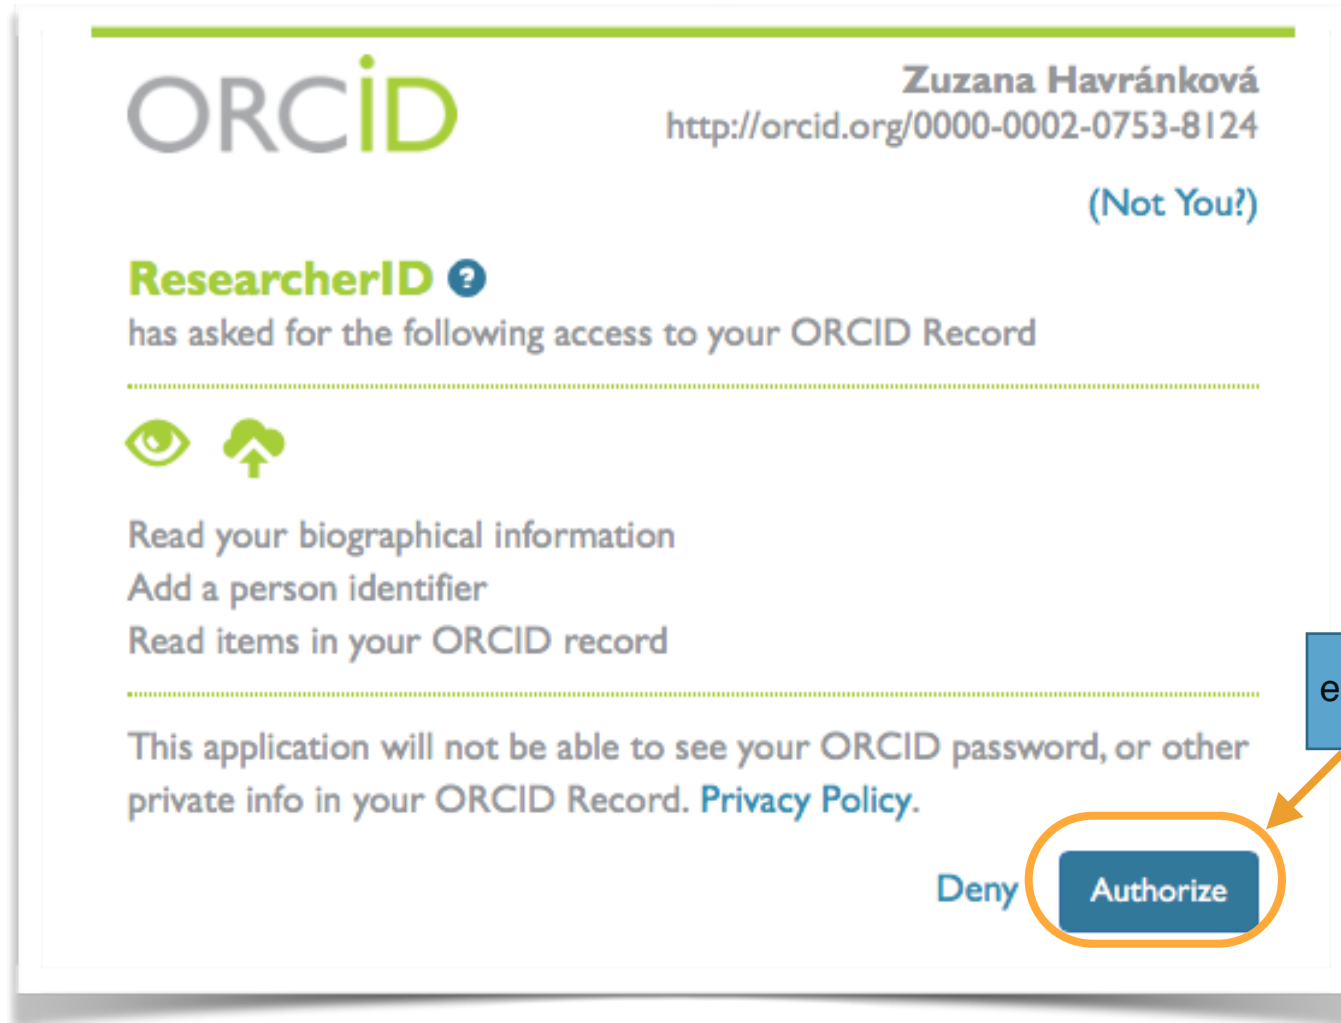 ORCiD
Zuzana Havránková
http://orcid.org/0000-0002-0753-8124
(Not You?)
ResearcherID ?
has asked for the following access to your ORCID Record
Read your biographical information
Add a person identifier
Read items in your ORCID record
This application will not be able to see your ORCID password, or other
private info in your ORCID Record. Privacy Policy.
Deny
Authorize